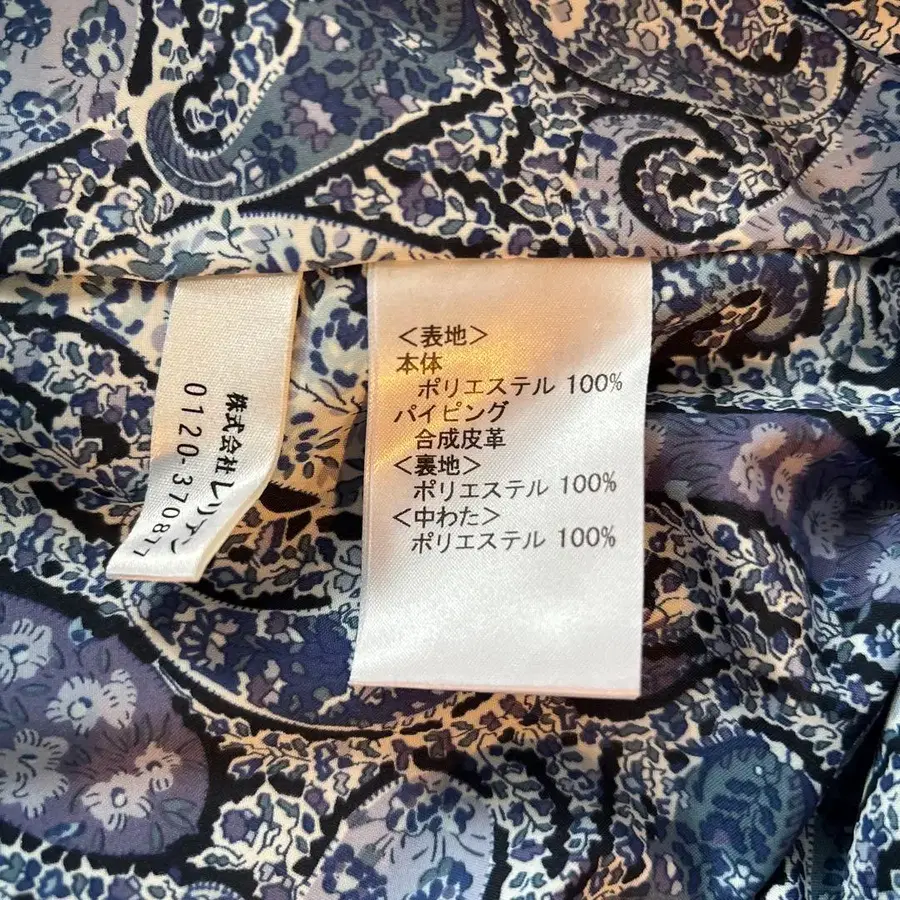 株式会社レリアン
0120-370877
＜表地＞
本体
ポリエステル 100%
パイピング
合成皮革
＜裏地＞
ポリエステル 100%
＜中わた＞
ポリエステル 100%